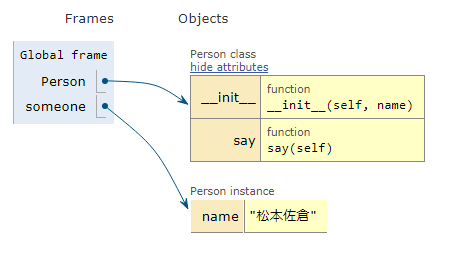 Frames Objects
Global frame
Person
someone
Person class
hide attributes
__init__ function
__init__(self, name)
say function
say(self)
Person instance
name "松本佐倉"